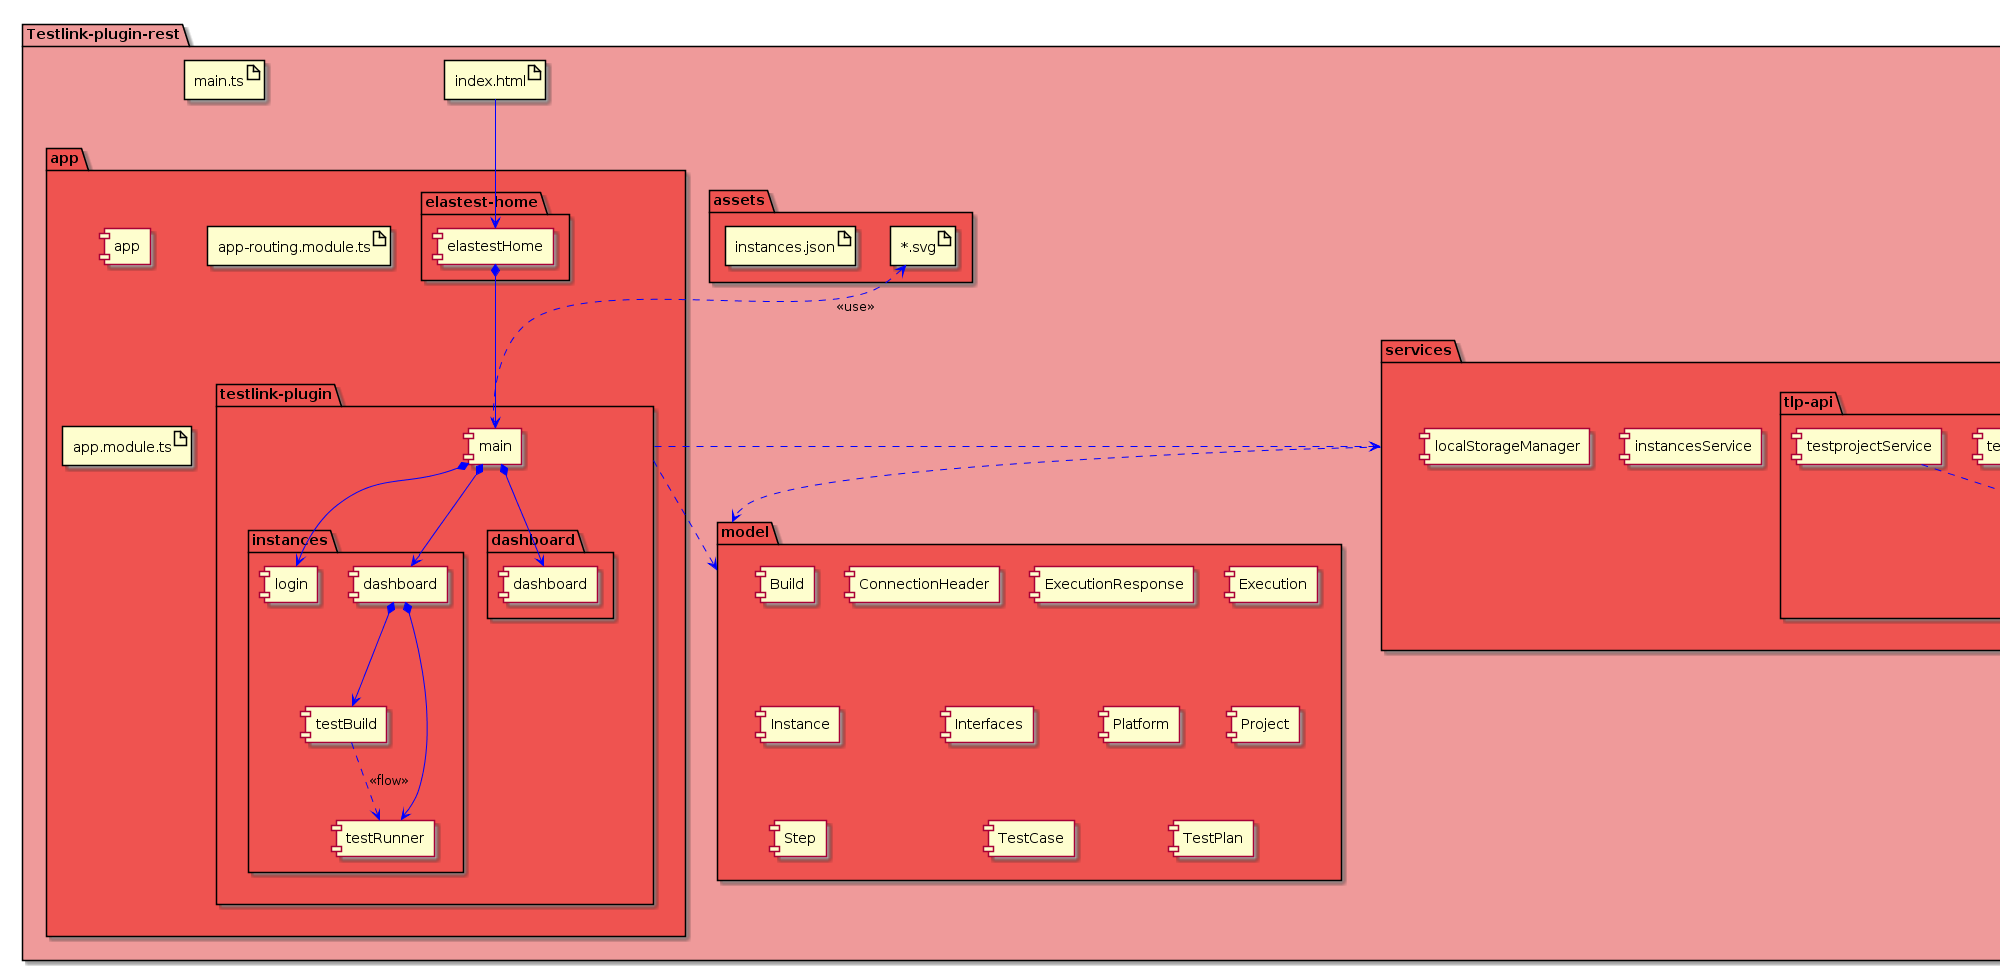 Testlink-plugin-rest
main.ts
index.html
app
elastest-home
assets
app
app-routing.module.ts
elastestHome
instances.json
*.svg
«use»
services
testlink-plugin
tlp-api
app.module.ts
main
localStorageManager
instancesService
testprojectService
te
model
instances
dashboard
login
dashboard
dashboard
Build
ConnectionHeader
ExecutionResponse
Execution
testBuild
Instance
Interfaces
Platform
Project
«flow»
testRunner
Step
TestCase
TestPlan